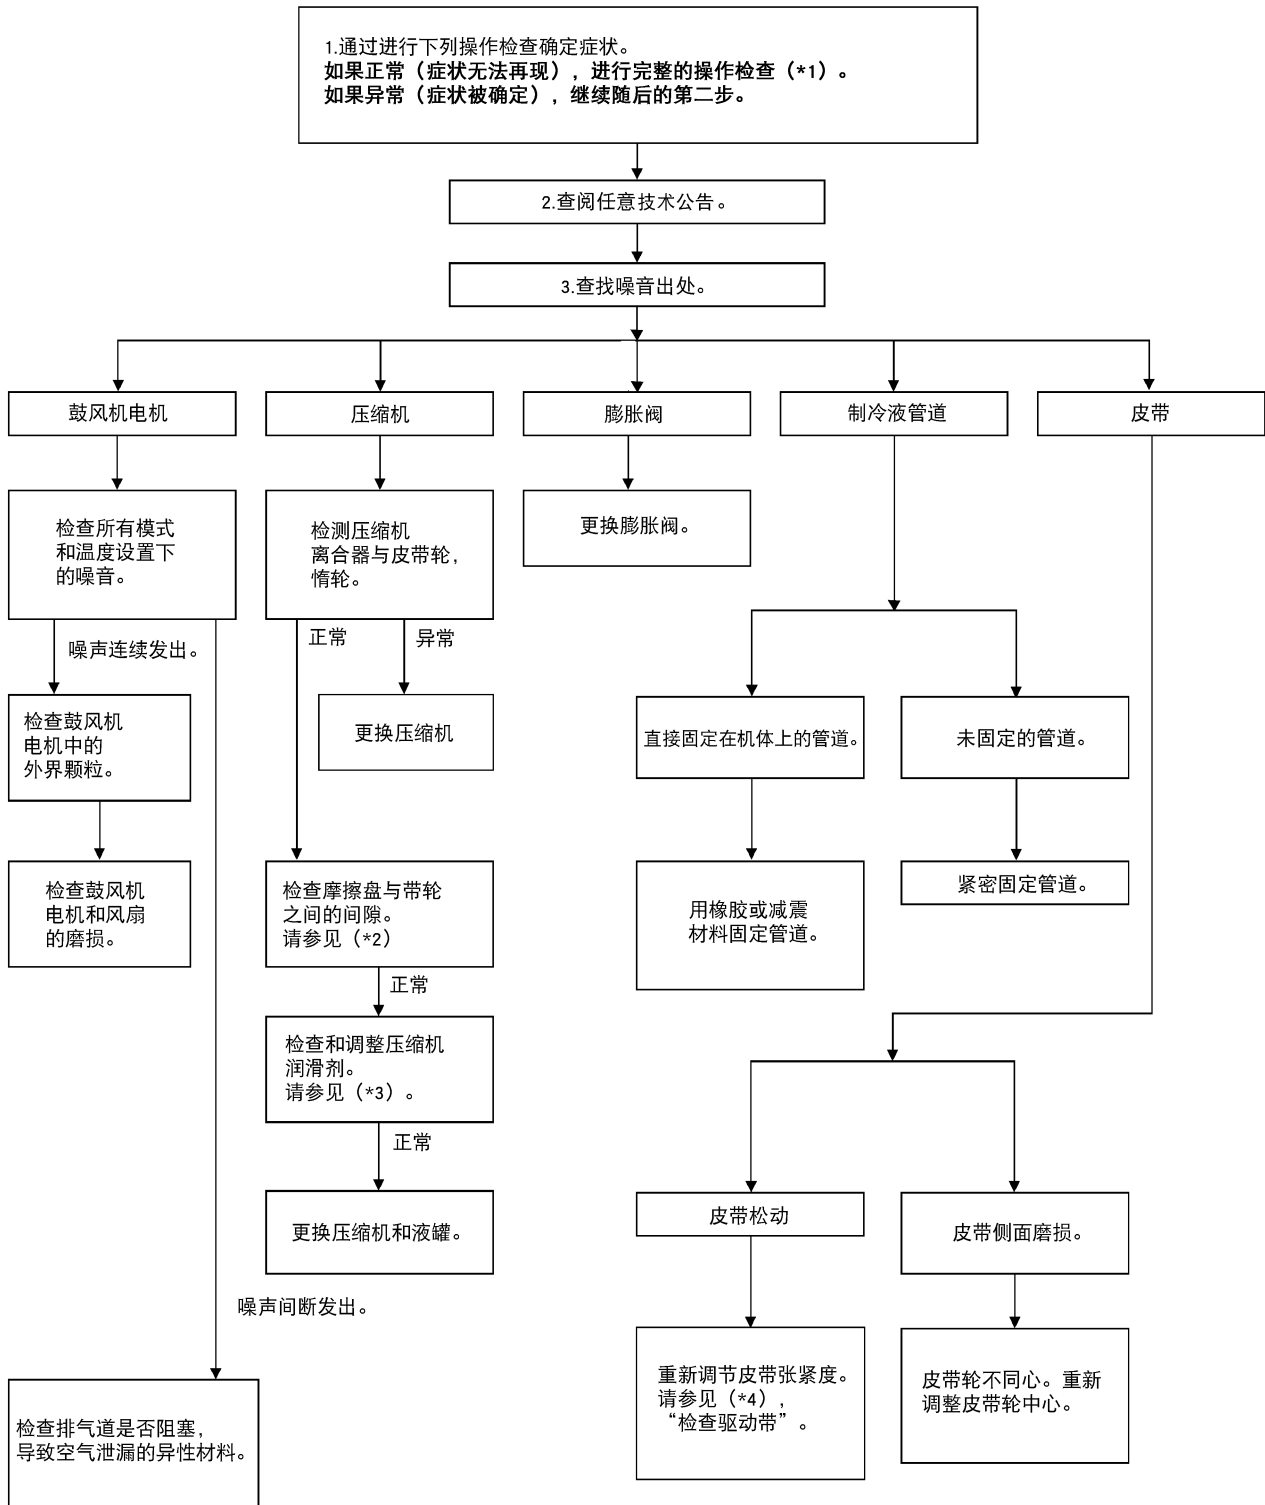 1.通过进行下列操作检查确定症状。
如果正常（症状无法再现），进行完整的操作检查（*1）。
如果异常（症状被确定），继续随后的第二步。
2.查阅任意技术公告。
3.查找噪音出处。
鼓风机电机
压缩机
膨胀阀
制冷液管道
皮带
检查所有模式
和温度设置下
的噪音。
检测压缩机
离合器与皮带轮，
惰轮。
更换膨胀阀。
噪声连续发出。
正常
异常
检查鼓风机
电机中的
外界颗粒。
更换压缩机
直接固定在机体上的管道。
未固定的管道。
检查鼓风机
电机和风扇
的磨损。
检查摩擦盘与带轮
之间的间隙。
请参见（*2）
用橡胶或减震
材料固定管道。
紧密固定管道。
正常
检查和调整压缩机
润滑剂。
请参见（*3）。
正常
更换压缩机和液罐。
皮带松动
皮带侧面磨损。
噪声间断发出。
检查排气道是否阻塞，
导致空气泄漏的异性材料。
重新调节皮带张紧度。
请参见（*4），
“检查驱动带”。
皮带轮不同心。重新
调整皮带轮中心。